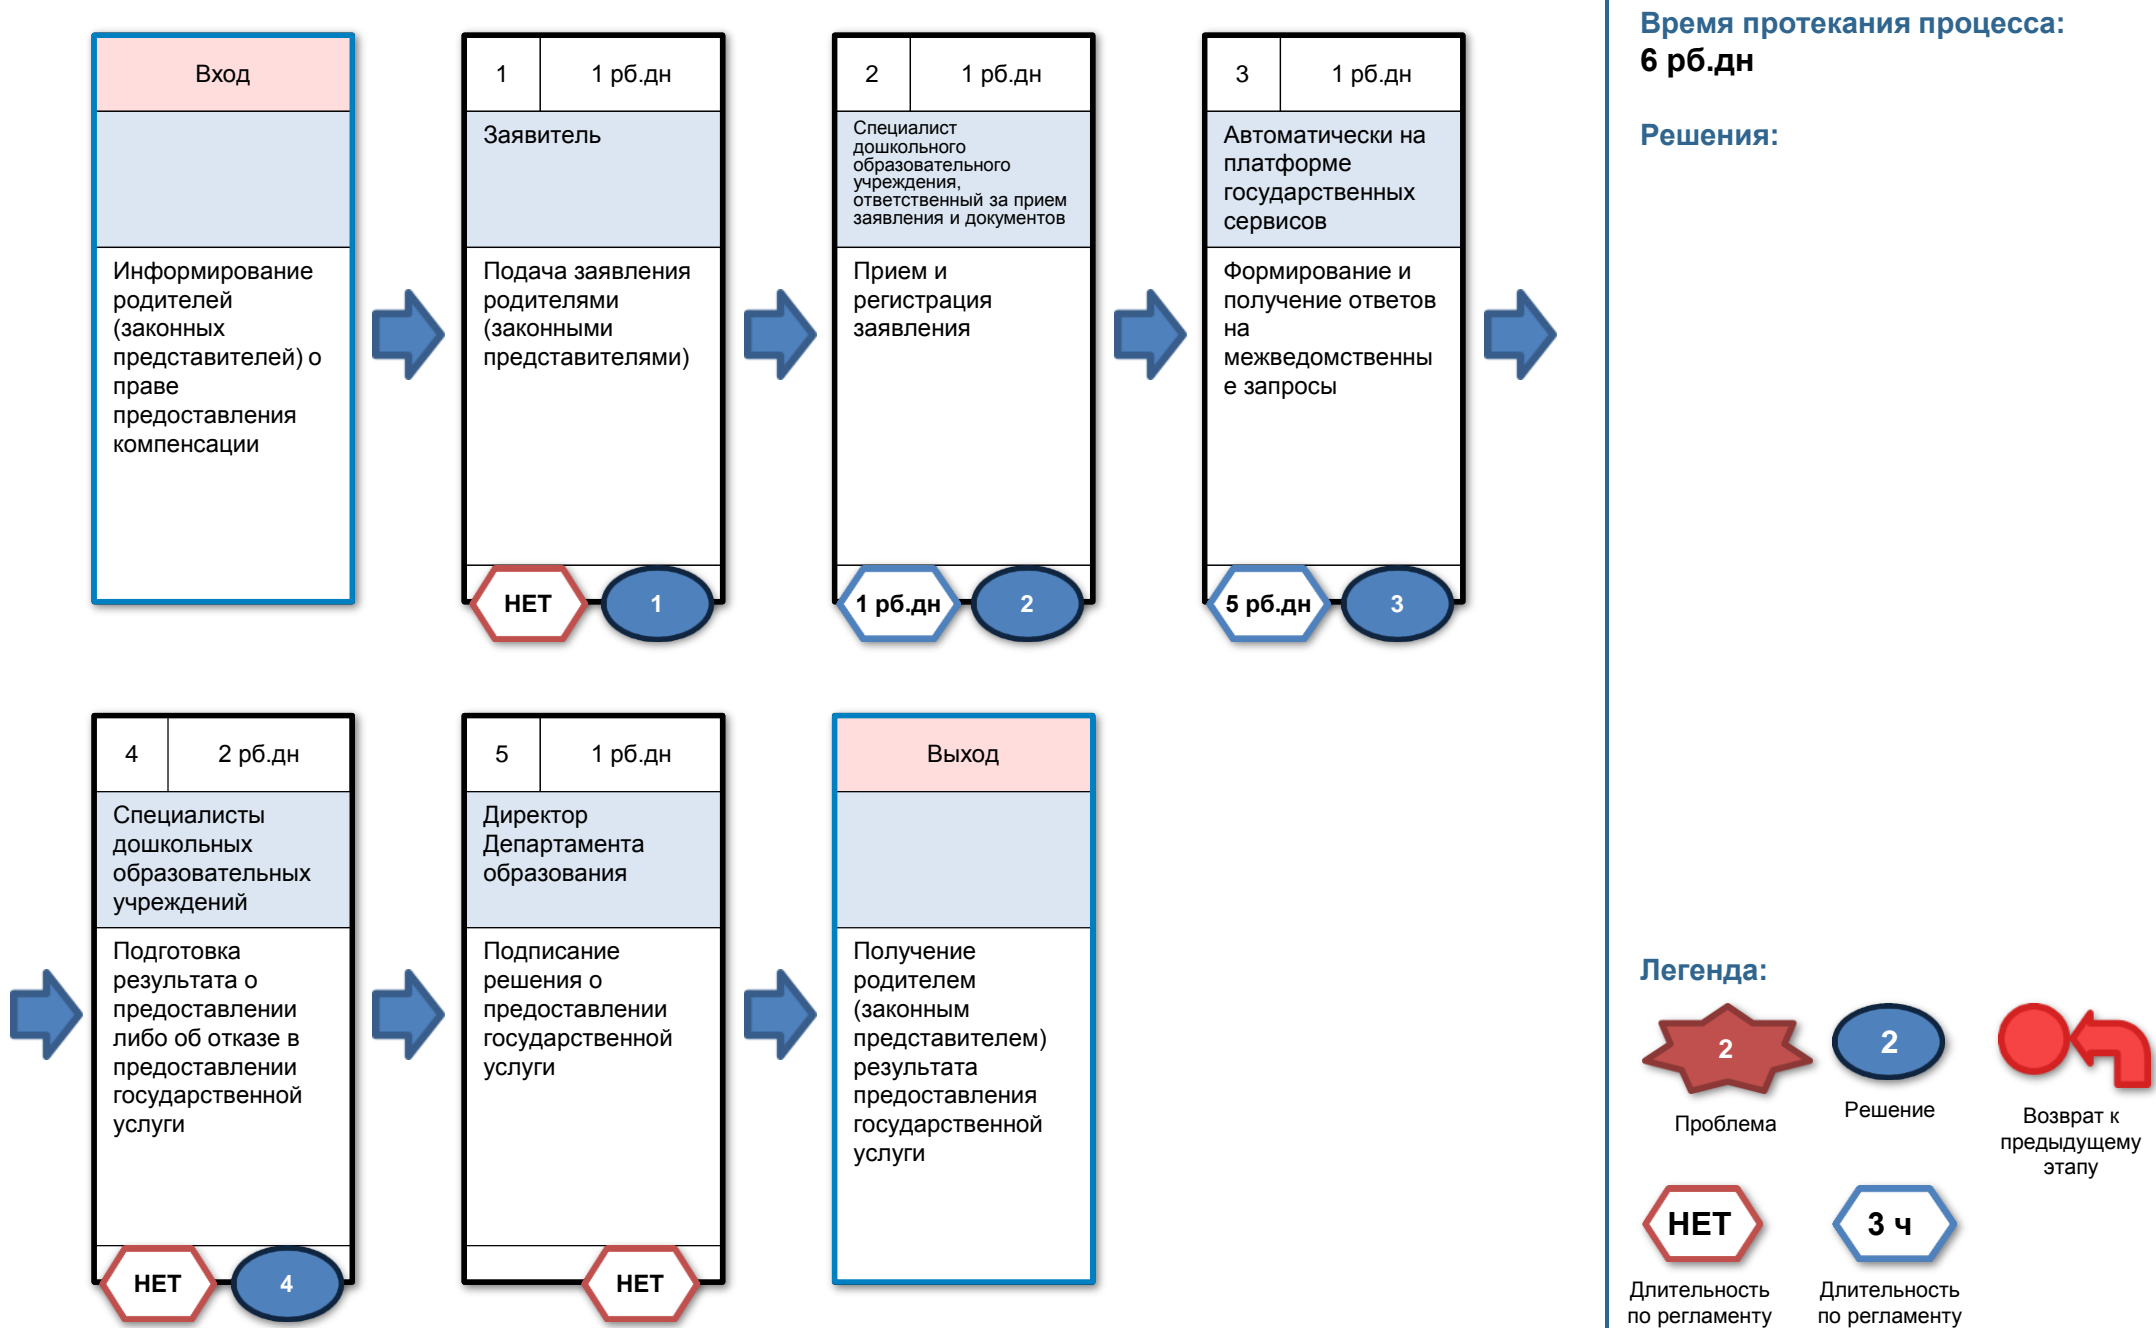 Вход
Информирование
родителей
(законных
представителей) о
праве
предоставления
компенсации
1
1 рб.дн
Заявитель
Подача заявления
родителями
(законными
представителями)
НЕТ
1
2
1 рб.дн
Специалист
дошкольного
образовательного
учреждения,
ответственный за прием
заявления и документов
Прием и
регистрация
заявления
1 рб.дн
2
3
1 рб.дн
Автоматически на
платформе
государственных
сервисов
Формирование и
получение ответов
на
межведомственны
е запросы
5 рб.дн
3
4
2 рб.дн
Специалисты
дошкольных
образовательных
учреждений
Подготовка
результата о
предоставлении
либо об отказе в
предоставлении
государственной
услуги
НЕТ
4
5
1 рб.дн
Директор
Департамента
образования
Подписание
решения о
предоставлении
государственной
услуги
НЕТ
Выход
Получение
родителем
(законным
представителем)
результата
предоставления
государственной
услуги
Время протекания процесса:
6 рб.дн
Решения:
Легенда:
2
Проблема
2
Решение
Возврат к
предыдущему
этапу
НЕТ
Длительность
по регламенту
3 ч
Длительность
по регламенту